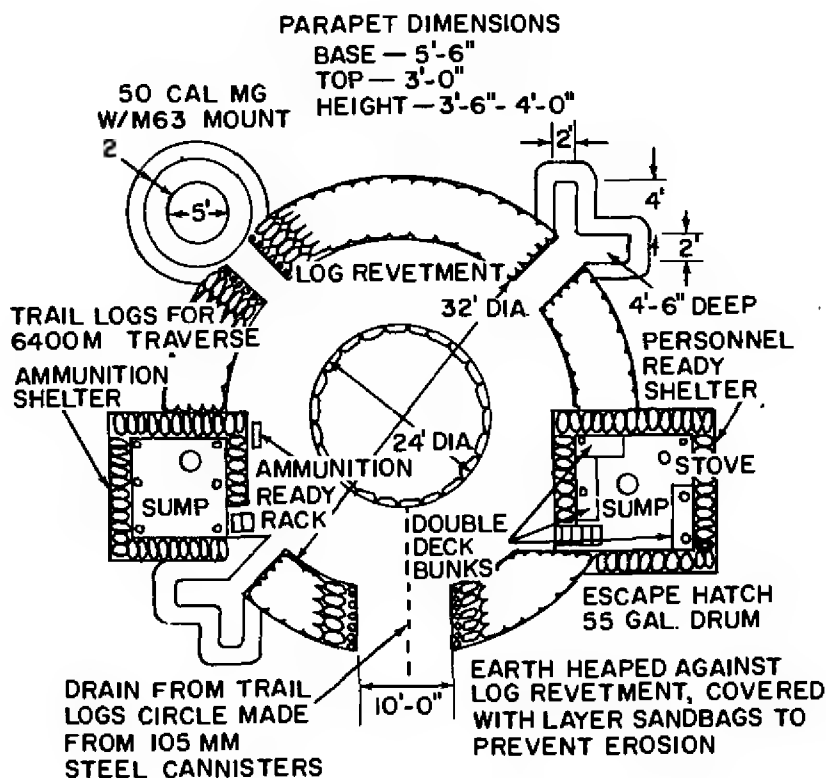 PARAPET DIMENSIONS
BASE — 5'-6"
TOP — 3'-0"
HEIGHT — 3'-6" - 4'-0"
50 CAL MG
W/M63 MOUNT
2
5'
2'
4'
2'
LOG REVETMENT
32' DIA.
4'-6" DEEP
TRAIL LOGS FOR
6400M TRAVERSE
AMMUNITION
SHELTER
PERSONNEL
READY
SHELTER
24' DIA.
AMMUNITION
READY
RACK
SUMP
STOVE
SUMP
DOUBLE
DECK
BUNKS
ESCAPE HATCH
55 GAL. DRUM
DRAIN FROM TRAIL
LOGS CIRCLE MADE
FROM 105 MM
STEEL CANNISTERS
10'-0"
EARTH HEAPED AGAINST
LOG REVETMENT, COVERED
WITH LAYER SANDBAGS TO
PREVENT EROSION